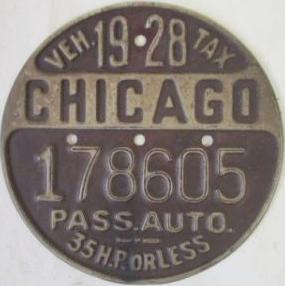 VEH. 19 28 TAX
CHICAGO
178605
PASS. AUTO.
35 H.P. OR LESS